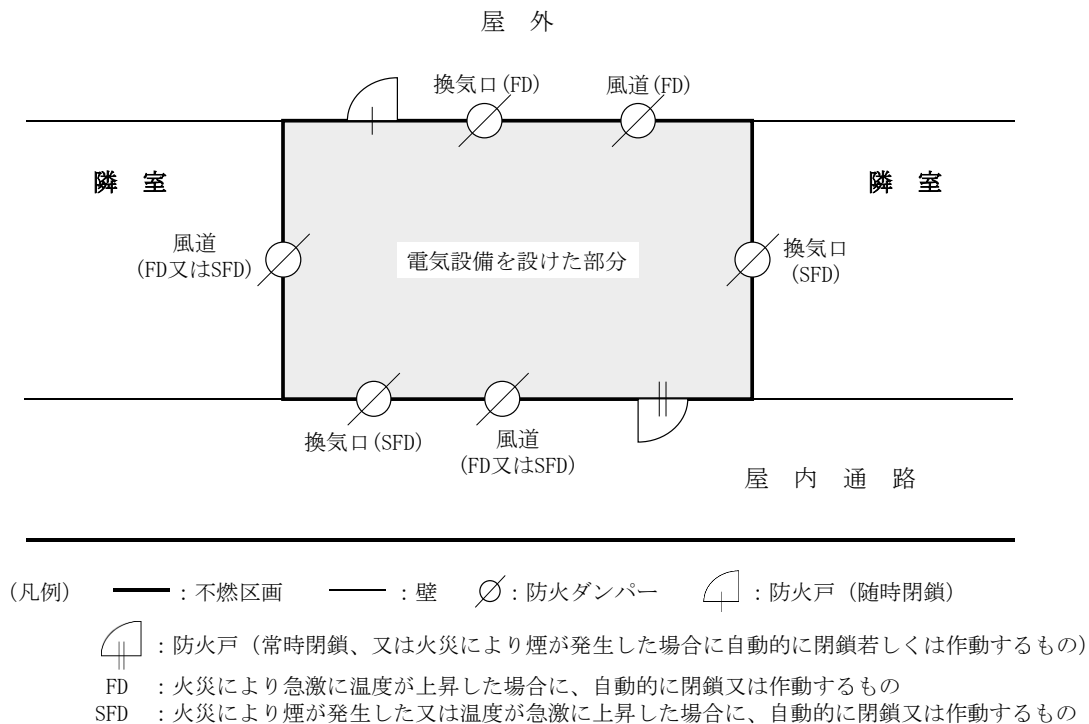 屋　外
換気口(FD)
風道(FD)
隣　室
隣　室
風道
(FD又はSFD)
電気設備を設けた部分
換気口
(SFD)
換気口(SFD)
風道
(FD又はSFD)
屋　内　通　路
(凡例)　：不燃区画　：壁　：防火ダンパー　：防火戸（随時閉鎖）
：防火戸（常時閉鎖、又は火災により煙が発生した場合に自動的に閉鎖若しくは作動するもの）
FD　：火災により急激に温度が上昇した場合に、自動的に閉鎖又は作動するもの
SFD　：火災により煙が発生した又は温度が急激に上昇した場合に、自動的に閉鎖又は作動するもの